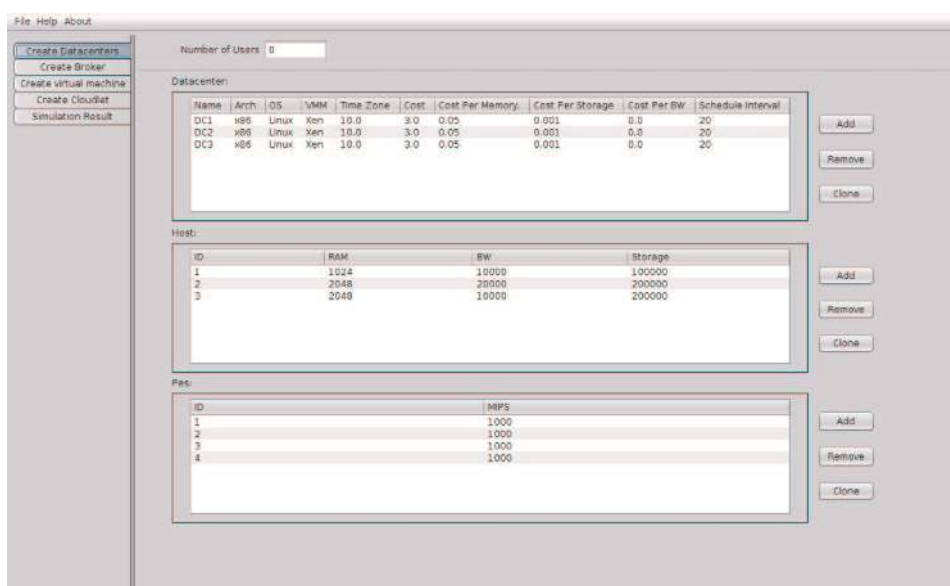 File Help About
Create Datacenters
Create Broker
Create virtual machine
Create Cloudlet
Simulation Result
Number of Users 0
Datacenter:
Name Arch OS VMM Time Zone Cost Cost Per Memory. Cost Per Storage Cost Per BW Schedule Interval
DC1 x86 Linux Xen 10.0 3.0 0.05 0.001 0.0 20
DC2 x86 Linux Xen 10.0 3.0 0.05 0.001 0.0 20
DC3 x86 Linux Xen 10.0 3.0 0.05 0.001 0.0 20
Add
Remove
Clone
Host:
ID RAM BW Storage
1 1024 10000 100000
2 2048 20000 200000
3 2048 10000 200000
Add
Remove
Clone
Pes:
ID MIPS
1 1000
2 1000
3 1000
4 1000
Add
Remove
Clone